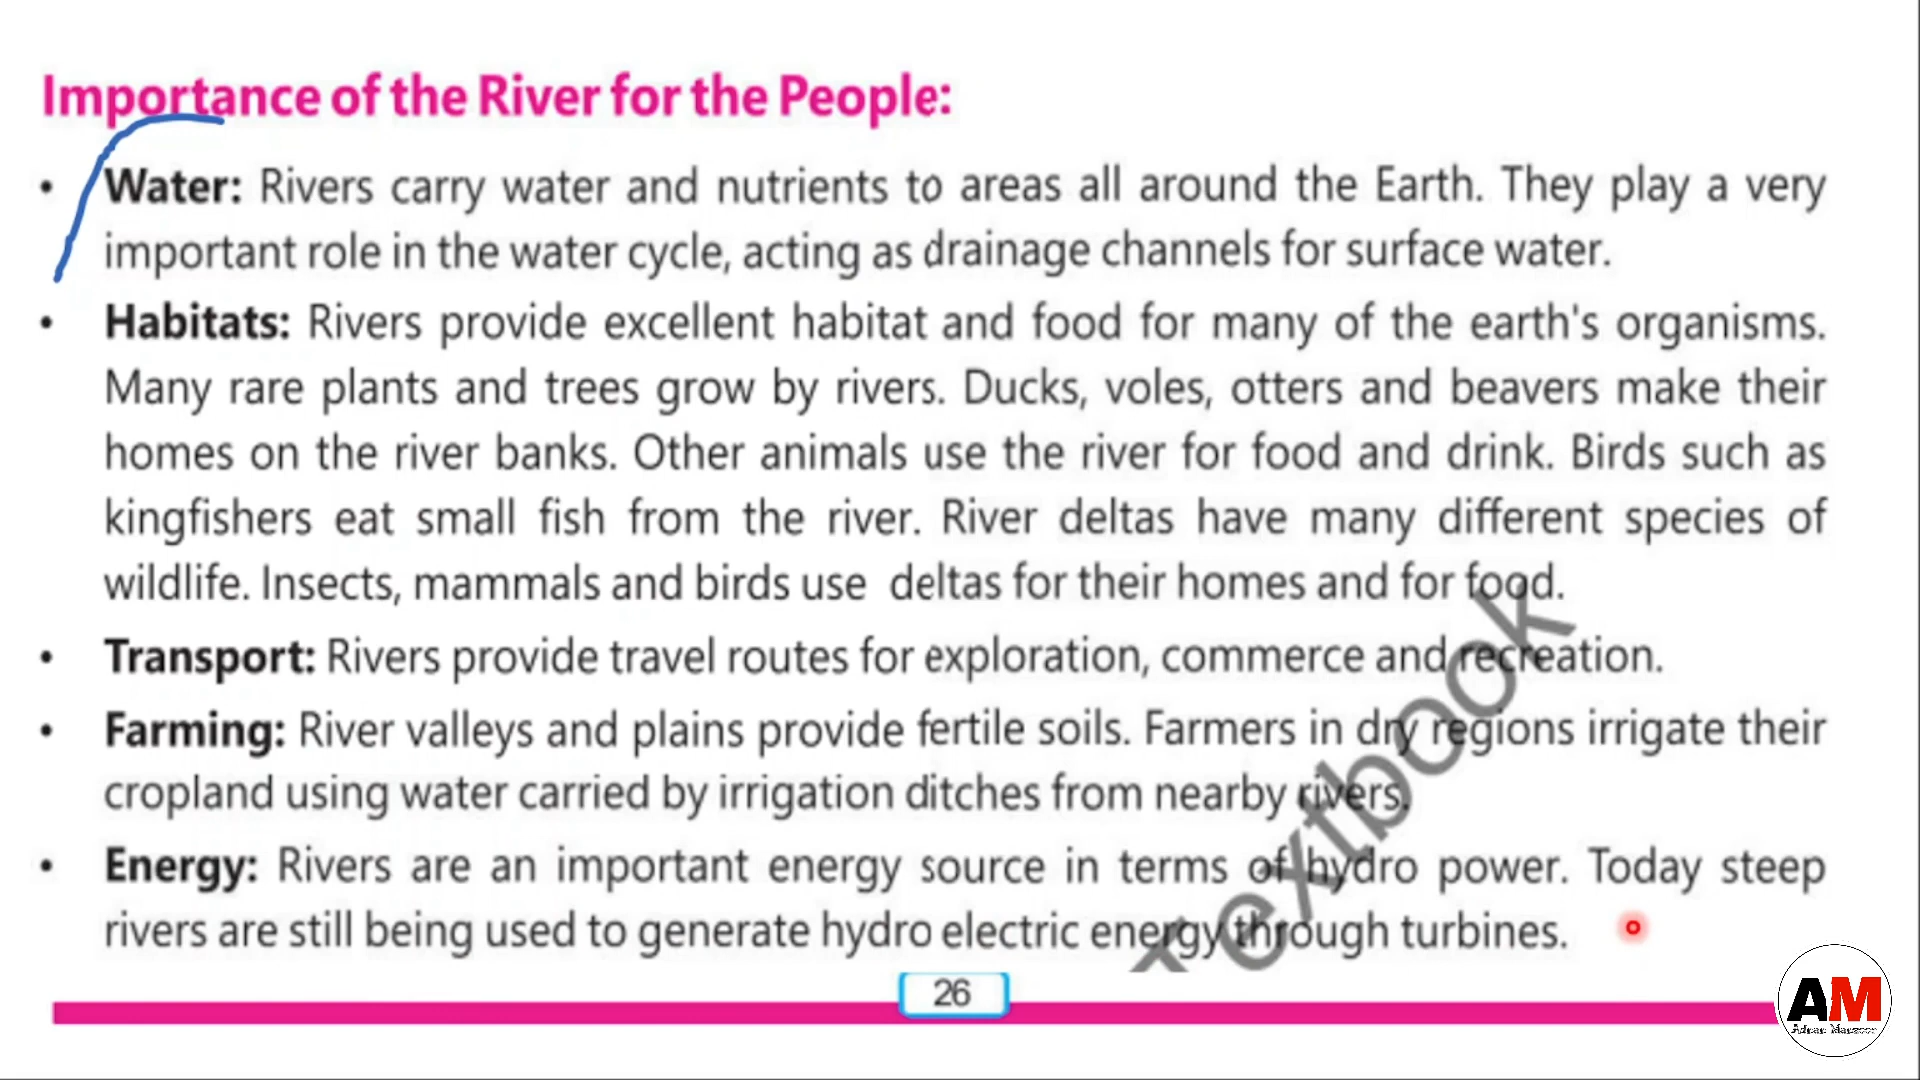 Importance of the River for the People:
• Water: Rivers carry water and nutrients to areas all around the Earth. They play a very
important role in the water cycle, acting as drainage channels for surface water.
• Habitats: Rivers provide excellent habitat and food for many of the earth's organisms.
Many rare plants and trees grow by rivers. Ducks, voles, otters and beavers make their
homes on the river banks. Other animals use the river for food and drink. Birds such as
kingfishers eat small fish from the river. River deltas have many different species of
wildlife. Insects, mammals and birds use deltas for their homes and for food.
• Transport: Rivers provide travel routes for exploration, commerce and recreation.
• Farming: River valleys and plains provide fertile soils. Farmers in dry regions irrigate their
cropland using water carried by irrigation ditches from nearby rivers.
• Energy: Rivers are an important energy source in terms of hydro power. Today steep
rivers are still being used to generate hydro electric energy through turbines.
Textbook
26
AM